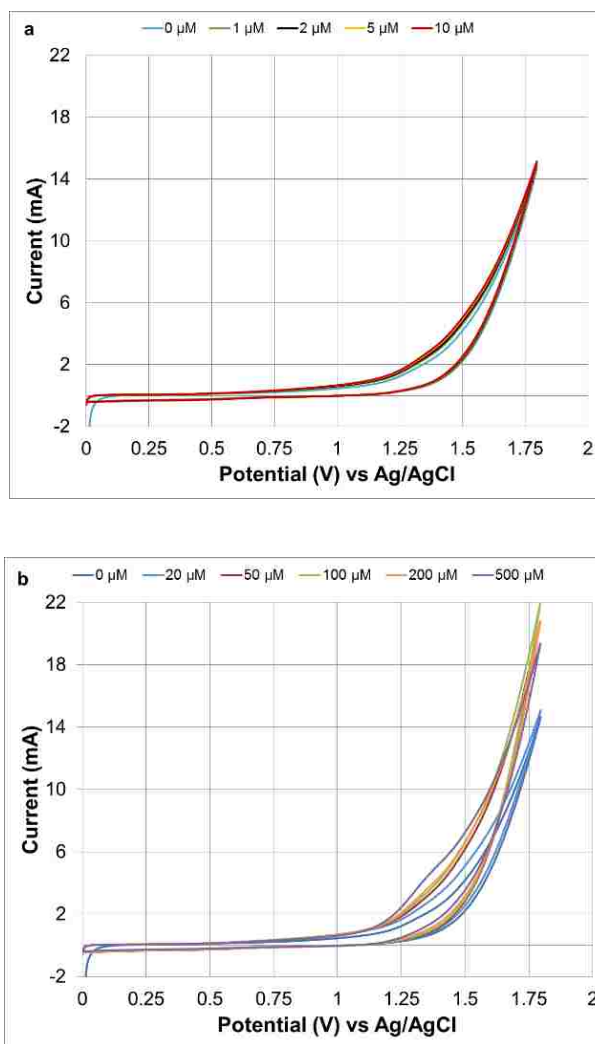 a
0 µM 1 µM 2 µM 5 µM 10 µM
22
18
14
10
6
2
-2
0 0.25 0.5 0.75 1 1.25 1.5 1.75 2
Current (mA)
Potential (V) vs Ag/AgCl
b
0 µM 20 µM 50 µM 100 µM 200 µM 500 µM
22
18
14
10
6
2
-2
0 0.25 0.5 0.75 1 1.25 1.5 1.75 2
Current (mA)
Potential (V) vs Ag/AgCl